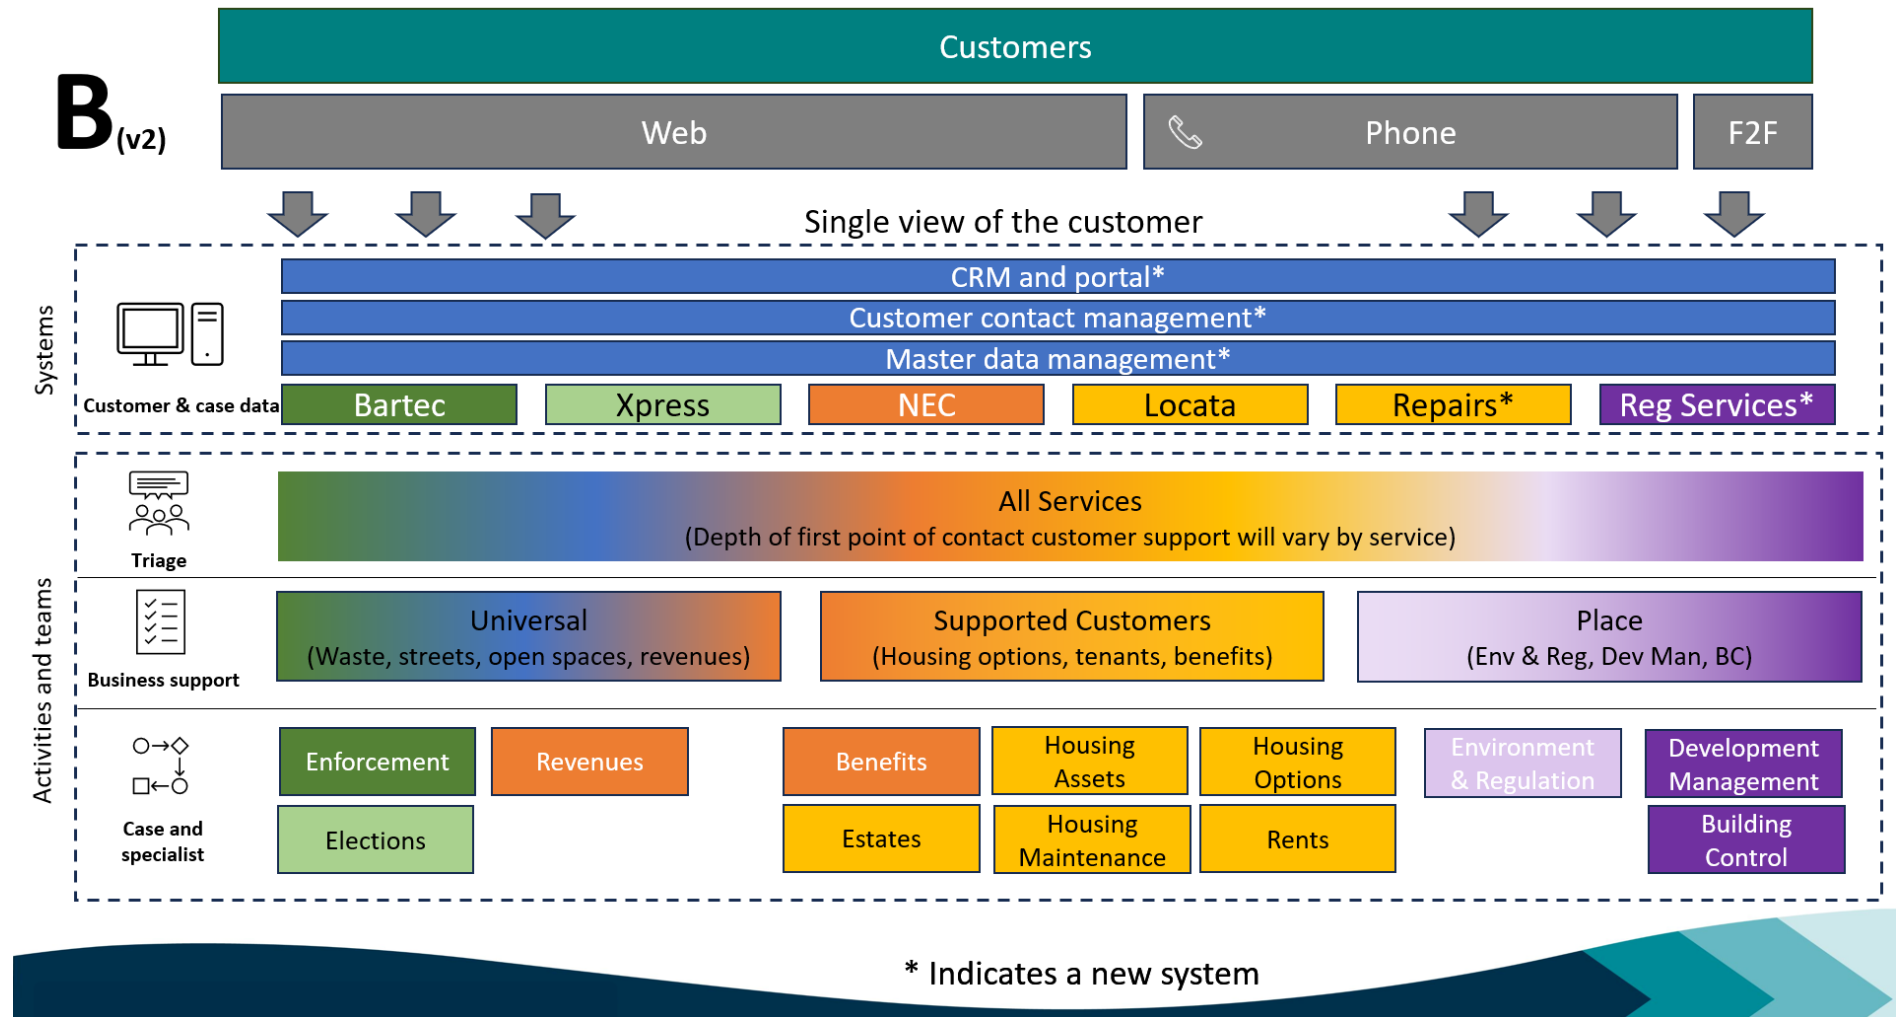 Customers
B(v2)
Web
Phone
F2F
Single view of the customer
Systems
Customer & case data
CRM and portal*
Customer contact management*
Master data management*
Bartec
Xpress
NEC
Locata
Repairs*
Reg Services*
Activities and teams
Triage
All Services
(Depth of first point of contact customer support will vary by service)
Business support
Universal
(Waste, streets, open spaces, revenues)
Supported Customers
(Housing options, tenants, benefits)
Place
(Env & Reg, Dev Man, BC)
Case and
specialist
Enforcement
Revenues
Benefits
Housing
Assets
Housing
Options
Environment
& Regulation
Development
Management
Elections
Estates
Housing
Maintenance
Rents
Building
Control
* Indicates a new system